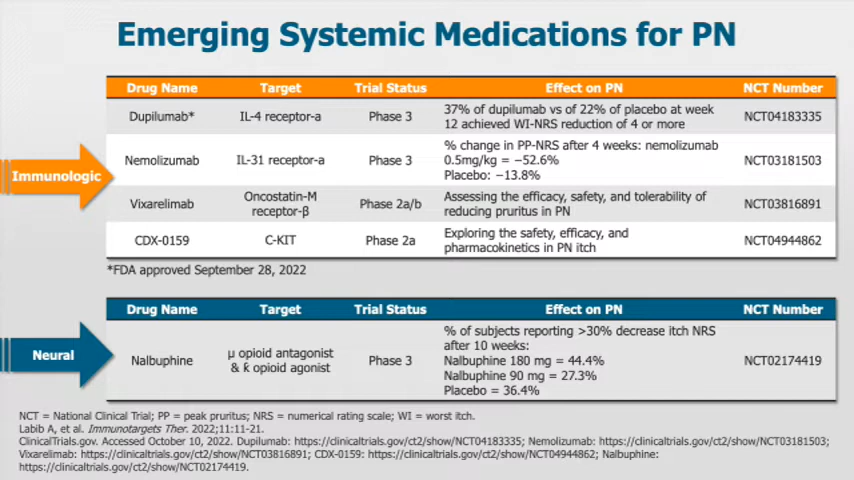 Emerging Systemic Medications for PN
Drug Name Target Trial Status Effect on PN NCT Number
Immunologic
Dupilumab* IL-4 receptor-a Phase 3 37% of dupilumab vs of 22% of placebo at week
12 achieved WI-NRS reduction of 4 or more NCT04183335
Nemolizumab IL-31 receptor-a Phase 3 % change in PP-NRS after 4 weeks: nemolizumab
0.5mg/kg = −52.6%
Placebo: −13.8% NCT03181503
Vixarelimab Oncostatin-M
receptor-β Phase 2a/b Assessing the efficacy, safety, and tolerability of
reducing pruritus in PN NCT03816891
CDX-0159 C-KIT Phase 2a Exploring the safety, efficacy, and
pharmacokinetics in PN itch NCT04944862
*FDA approved September 28, 2022
Drug Name Target Trial Status Effect on PN NCT Number
Neural
Nalbuphine µ opioid antagonist
& ƙ opioid agonist Phase 3 % of subjects reporting >30% decrease itch NRS
after 10 weeks:
Nalbuphine 180 mg = 44.4%
Nalbuphine 90 mg = 27.3%
Placebo = 36.4% NCT02174419
NCT = National Clinical Trial; PP = peak pruritus; NRS = numerical rating scale; WI = worst itch.
Labib A, et al. Immunotargets Ther. 2022;11:11-21.
ClinicalTrials.gov. Accessed October 10, 2022. Dupilumab: https://clinicaltrials.gov/ct2/show/NCT04183335; Nemolizumab: https://clinicaltrials.gov/ct2/show/NCT03181503;
Vixarelimab: https://clinicaltrials.gov/ct2/show/NCT03816891; CDX-0159: https://clinicaltrials.gov/ct2/show/NCT04944862; Nalbuphine:
https://clinicaltrials.gov/ct2/show/NCT02174419.